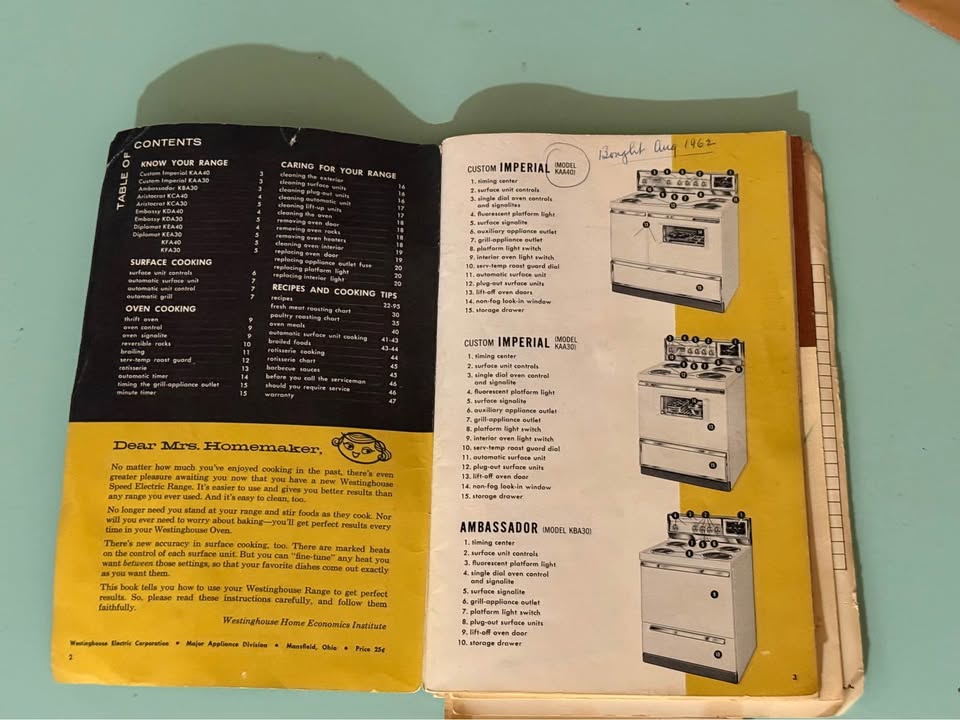 TABLE OF CONTENTS
KNOW YOUR RANGE
Custom Imperial KAA40 3
Custom Imperial KAA30 3
Ambassador KBA30 3
Aristocrat KCA40 4
Aristocrat KCA30 5
Embassy KDA40 4
Embassy KDA30 5
Diplomat KEA40 4
Diplomat KEA30 5
KFA40 5
KFA30 5
SURFACE COOKING
surface unit controls 6
automatic surface unit 7
automatic unit control 7
automatic grill 7
OVEN COOKING
thrift oven 9
oven control 9
oven signalite 9
reversible racks 10
broiling 11
serv-temp roast guard 12
rotisserie 13
automatic timer 14
timing the grill-appliance outlet 15
minute timer 15
CARING FOR YOUR RANGE
cleaning the exterior 16
cleaning surface units 16
cleaning plug-out units 16
cleaning automatic unit 17
cleaning lift-up units 17
cleaning the oven 18
removing oven door 18
removing oven racks 18
removing oven heaters 18
cleaning oven interior 19
replacing oven door
replacing appliance outlet fuse 20
replacing platform light 20
replacing interior light 20
RECIPES AND COOKING TIPS
recipes 22-95
fresh meat roasting chart 30
poultry roasting chart 35
oven meals 40
automatic surface unit cooking 41-43
broiled foods 43-44
rotisserie cooking 44
rotisserie chart 45
barbecue sauces 45
before you call the serviceman 46
should you require service 46
warranty 47
Dear Mrs. Homemaker,
No matter how much you've enjoyed cooking in the past, there's even
greater pleasure awaiting you now that you have a new Westinghouse
Speed Electric Range. It's easier to use and gives you better results than
any range you ever used. And it's easy to clean, too.
No longer need you stand at your range and stir foods as they cook. Nor
will you ever need to worry about baking—you'll get perfect results every
time in your Westinghouse Oven.
There's new accuracy in surface cooking, too. There are marked heats
on the control of each surface unit. But you can "fine-tune" any heat you
want between those settings, so that your favorite dishes come out exactly
as you want them.
This book tells you how to use your Westinghouse Range to get perfect
results. So, please read these instructions carefully, and follow them
faithfully.
Westinghouse Home Economics Institute
Westinghouse Electric Corporation • Major Appliance Division • Mansfield, Ohio • Price 25¢
2
Bought Aug 1962
CUSTOM IMPERIAL (MODEL KAA40)
1. timing center
2. surface unit controls
3. single dial oven controls
and signalites
4. fluorescent platform light
5. surface signalite
6. auxiliary appliance outlet
7. grill-appliance outlet
8. platform light switch
9. interior oven light switch
10. serv-temp roast guard dial
11. automatic surface unit
12. plug-out surface units
13. lift-off oven doors
14. non-fog look-in window
15. storage drawer
CUSTOM IMPERIAL (MODEL KAA30)
1. timing center
2. surface unit controls
3. single dial oven control
and signalite
4. fluorescent platform light
5. surface signalite
6. auxiliary appliance outlet
7. grill-appliance outlet
8. platform light switch
9. interior oven light switch
10. serv-temp roast guard dial
11. automatic surface unit
12. plug-out surface units
13. lift-off oven door
14. non-fog look-in window
15. storage drawer
AMBASSADOR (MODEL KBA30)
1. timing center
2. surface unit controls
3. fluorescent platform light
4. single dial oven control
and signalite
5. surface signalite
6. grill-appliance outlet
7. platform light switch
8. plug-out surface units
9. lift-off oven door
10. storage drawer
3